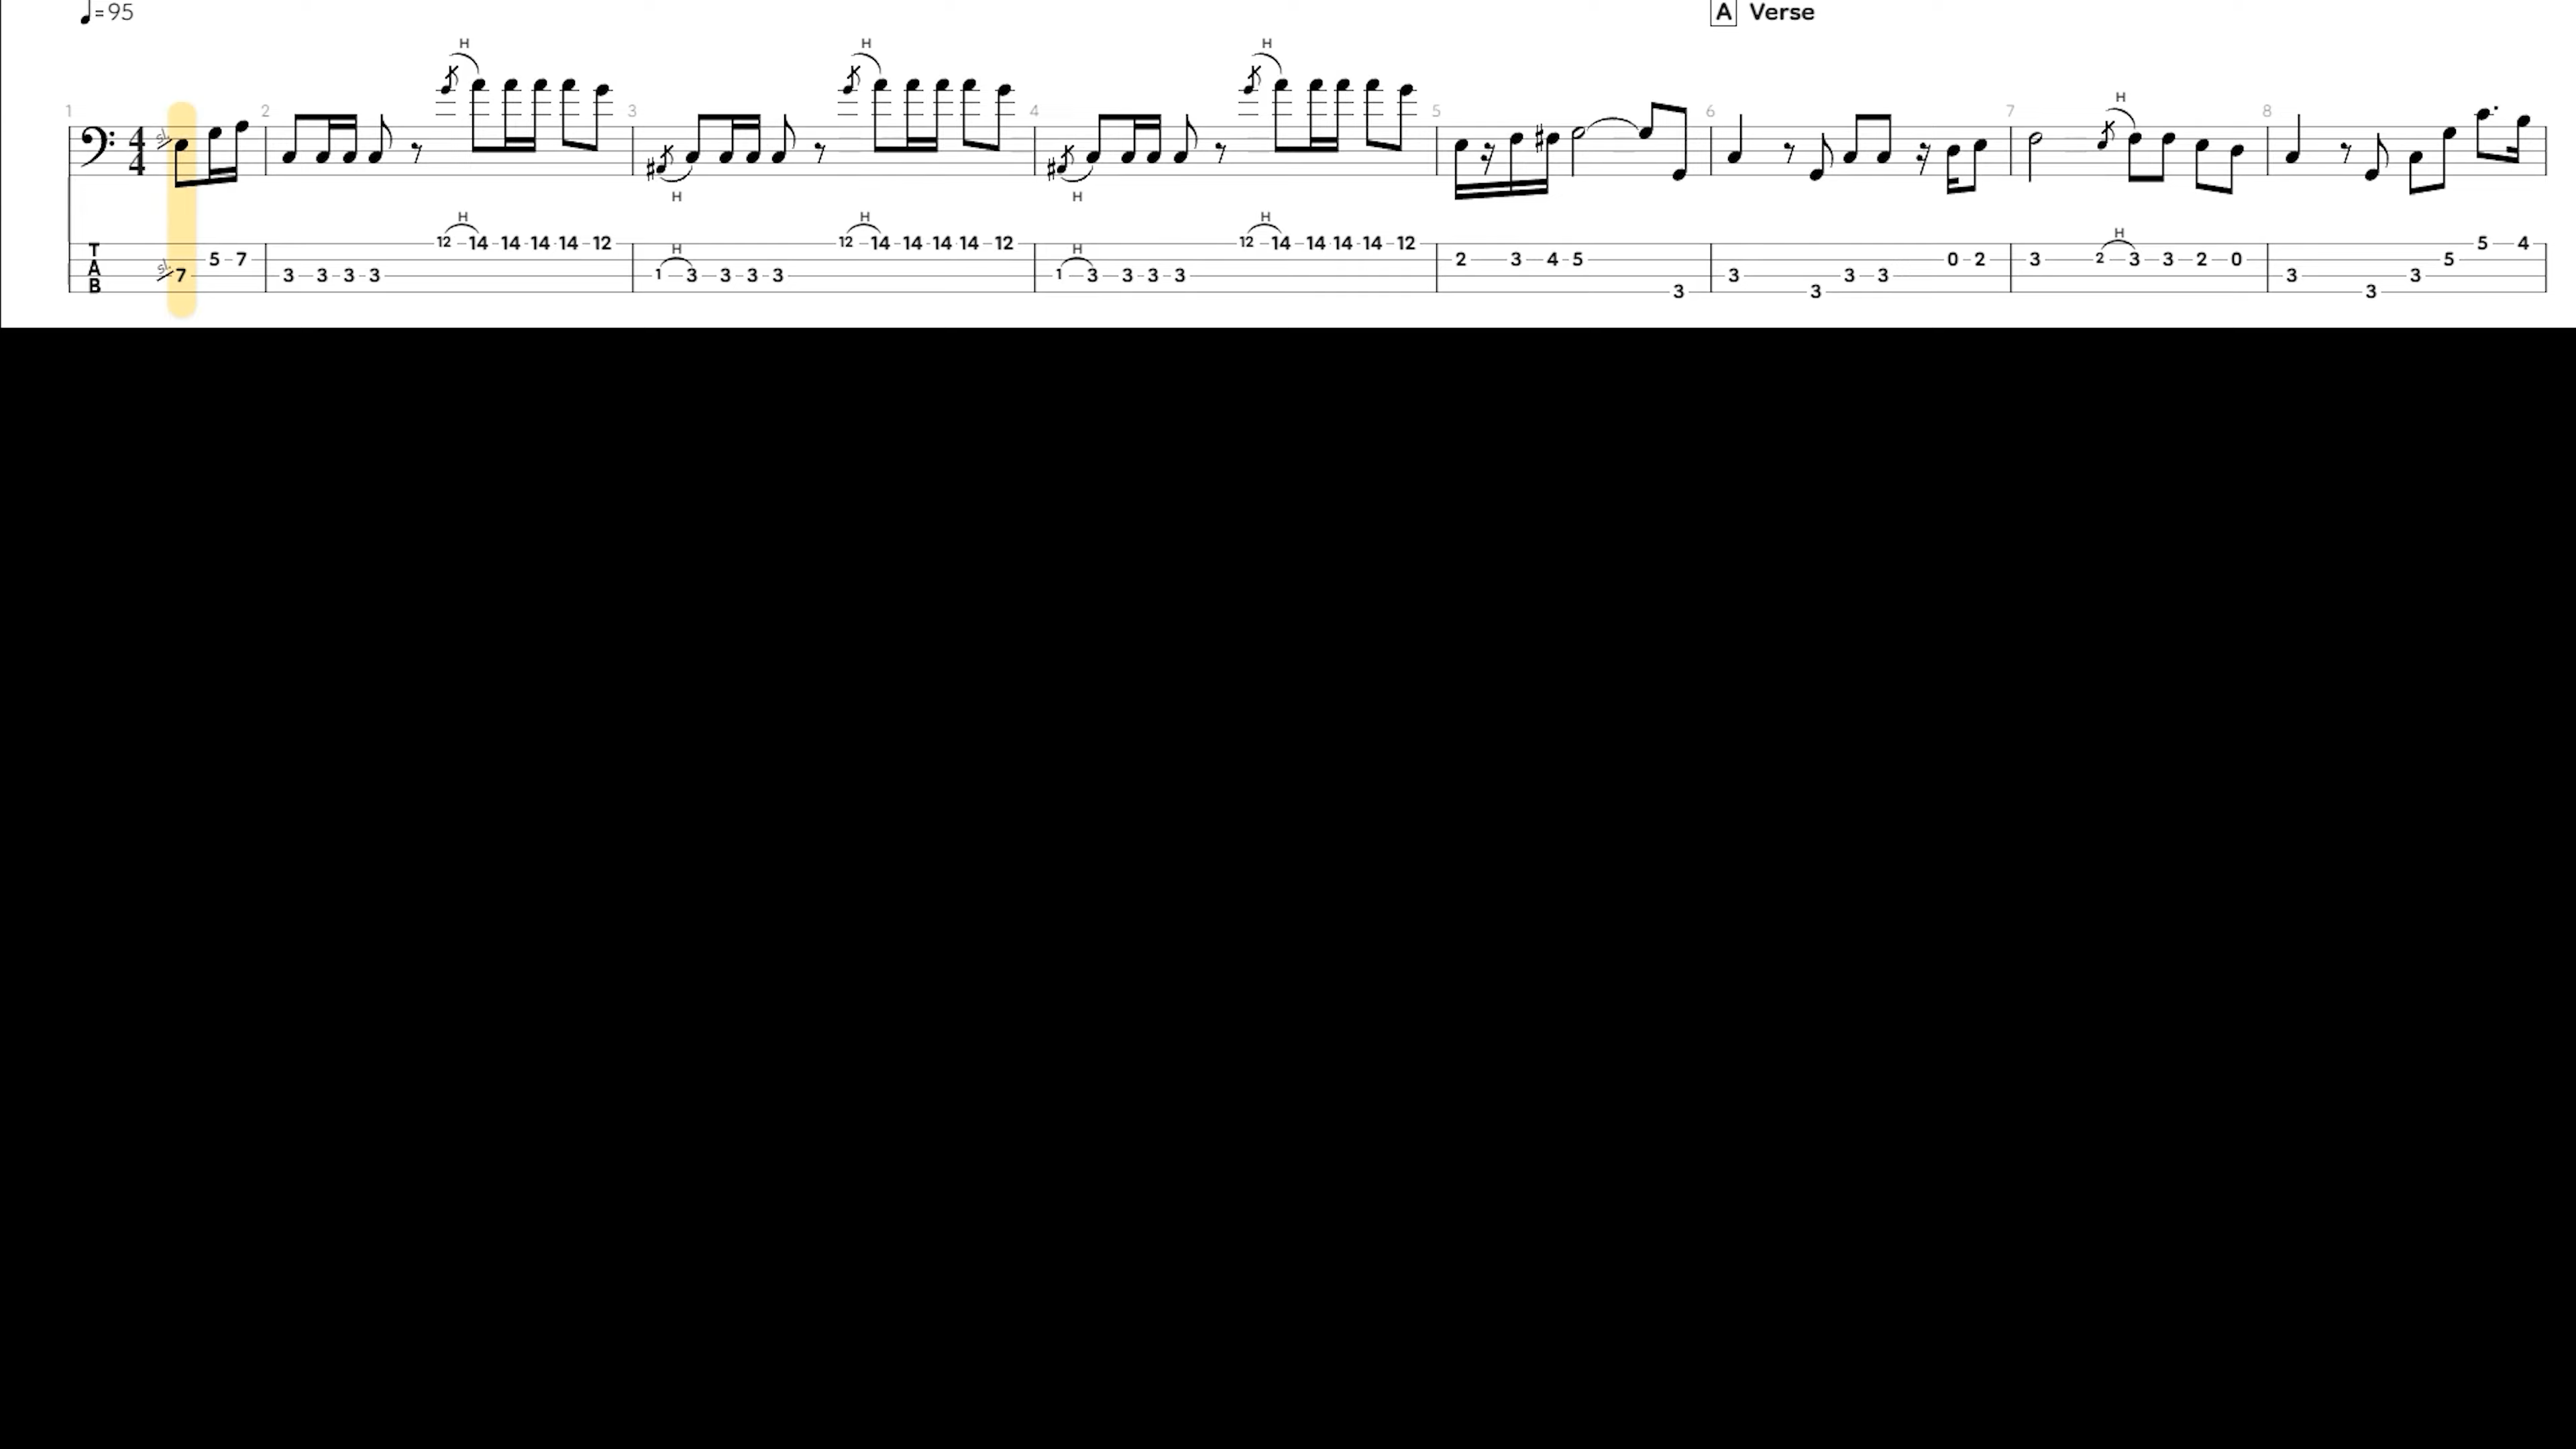 ♩=95
A Verse
H H H
1 sl. 2 3 4 5 6 7 H 8
4
4
H H
H H H
T A B
12 14 14 14 14 12 12 14 14 14 14 12 12 14 14 14 14 12 5 4
5 7 2 3 4 5 0 2 3 H 2 3 3 2 0 5
sl. 7 3 3 3 3 H 1 3 3 3 3 H 1 3 3 3 3 3 3 3 3 3
3 3 3